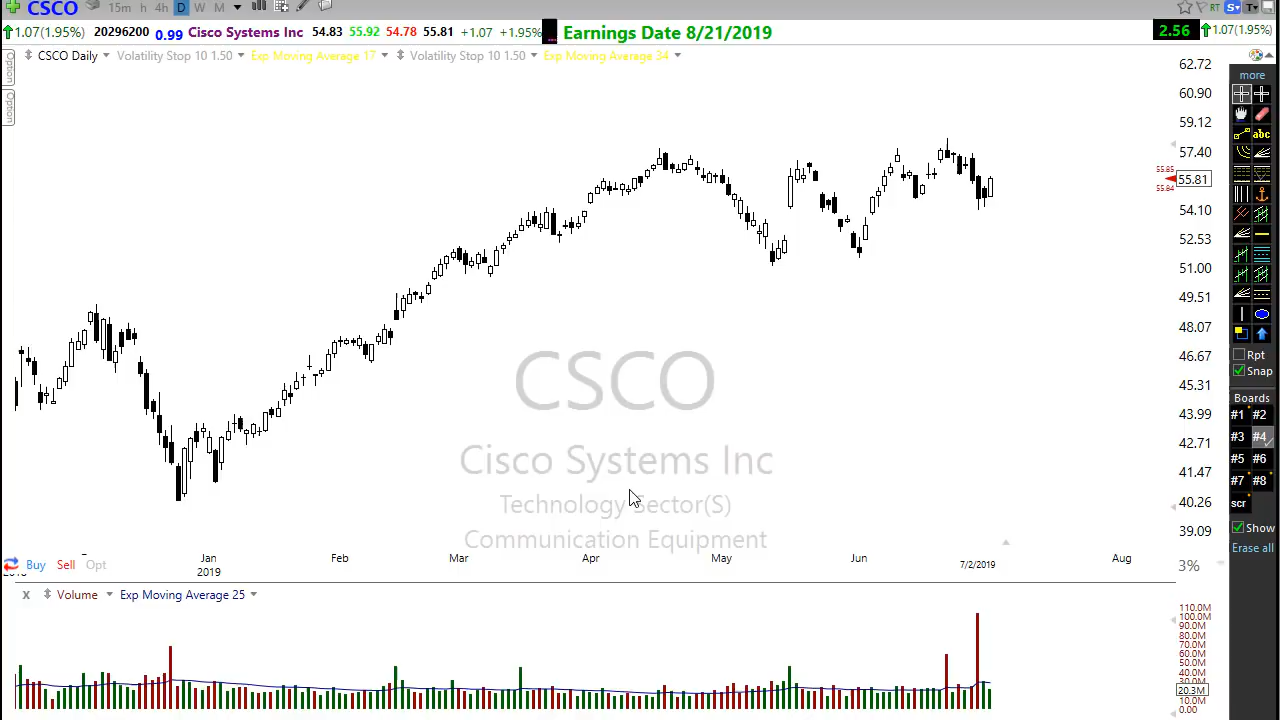 CSCO 15m h 4h D W M RT S T
1.07(1.95%) 20296200 0.99 Cisco Systems Inc 54.83 55.92 54.78 55.81 +1.07 +1.95% Earnings Date 8/21/2019 2.56 1.07(1.95%)
CSCO Daily Volatility Stop 10 1.50 Exp Moving Average 17 Volatility Stop 10 1.50 Exp Moving Average 34
Option
Option
62.72
60.90
59.12
57.40
55.85
55.81
55.84
54.10
52.53
51.00
49.51
48.07
46.67
45.31
43.99
42.71
41.47
40.26
39.09
3%
more
abc
Rpt
Snap
Boards
#1 #2
#3 #4
#5 #6
#7 #8
scr
Show
Erase all
CSCO
Cisco Systems Inc
Technology Sector(S)
Communication Equipment
Jan Feb Mar Apr May Jun 7/2/2019 Aug
2019
Buy Sell Opt
x Volume Exp Moving Average 25
110.0M
100.0M
90.0M
80.0M
70.0M
60.0M
50.0M
40.0M
30.0M
20.3M
10.0M
0.00